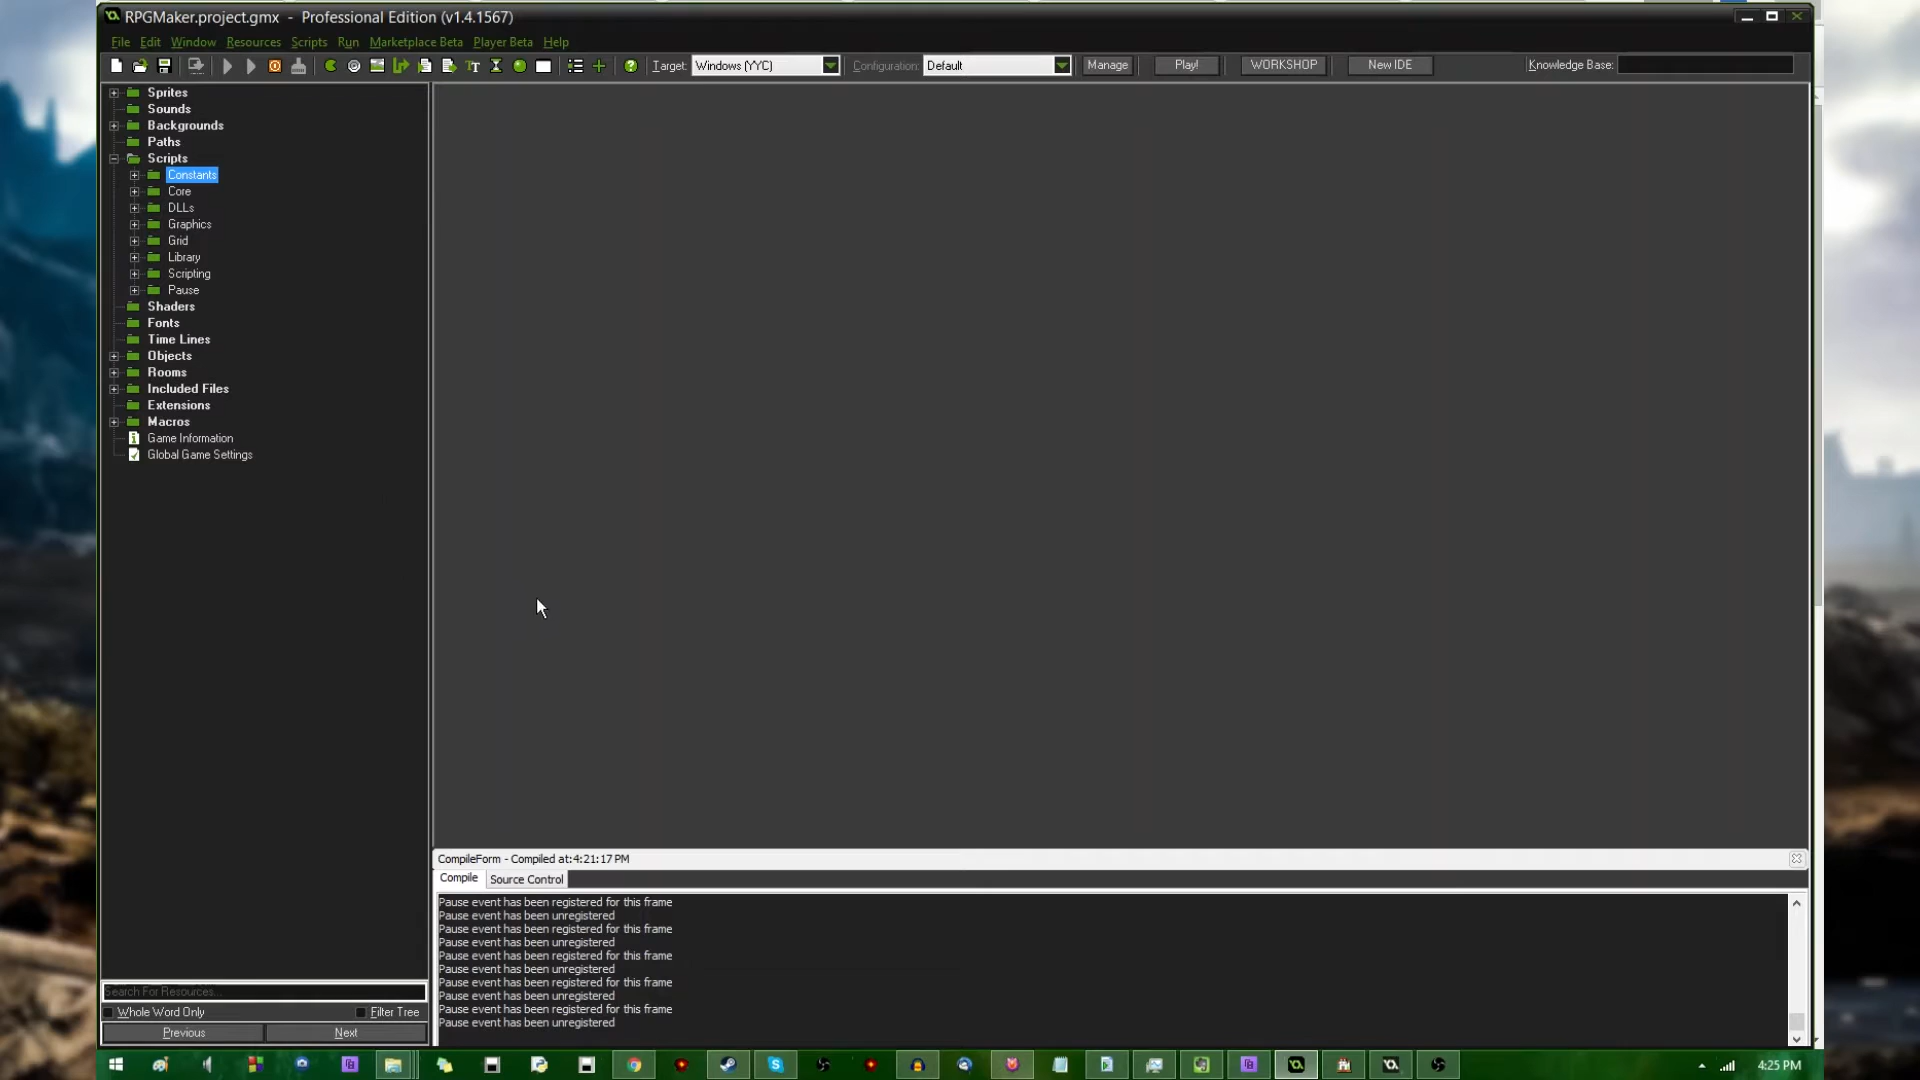 RPGMaker.project.gmx - Professional Edition (v1.4.1567)
File Edit Window Resources Scripts Run Marketplace Beta Player Beta Help
Target: Windows (YYC) Configuration: Default Manage Play! WORKSHOP New IDE Knowledge Base:
Sprites
Sounds
Backgrounds
Paths
Scripts
Constants
Core
DLLs
Graphics
Grid
Library
Scripting
Pause
Shaders
Fonts
Time Lines
Objects
Rooms
Included Files
Extensions
Macros
Game Information
Global Game Settings
CompileForm - Compiled at:4:21:17 PM
Compile Source Control
Pause event has been registered for this frame
Pause event has been unregistered
Pause event has been registered for this frame
Pause event has been unregistered
Pause event has been registered for this frame
Pause event has been unregistered
Pause event has been registered for this frame
Pause event has been unregistered
Pause event has been registered for this frame
Pause event has been unregistered
Search For Resources...
Whole Word Only Filter Tree
Previous Next
4:25 PM